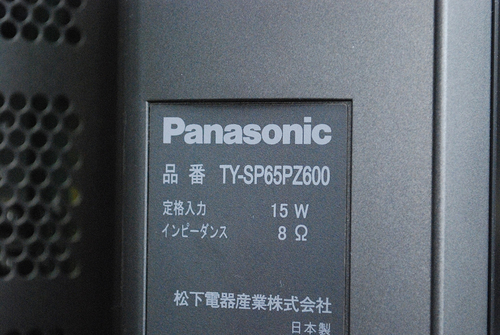 Panasonic
品 番 TY-SP65PZ600
定格入力 15 W
インピーダンス 8 Ω
松下電器産業株式会社
日本製